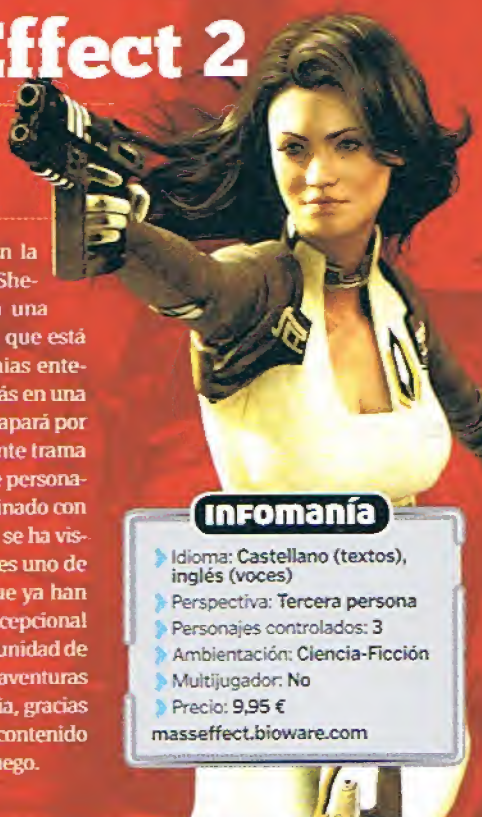 Effect 2
n la
She-
una
que está
nias ente-
ás en una
apará por
nte trama
e persona-
inado con
se ha vis-
es uno de
ue ya han
cepcional
unidad de
aventuras
ia, gracias
contenido
uego.
INFOMANÍA
Idioma: Castellano (textos),
inglés (voces)
Perspectiva: Tercera persona
Personajes controlados: 3
Ambientación: Ciencia-Ficción
Multijugador: No
Precio: 9,95 €
masseffect.bioware.com